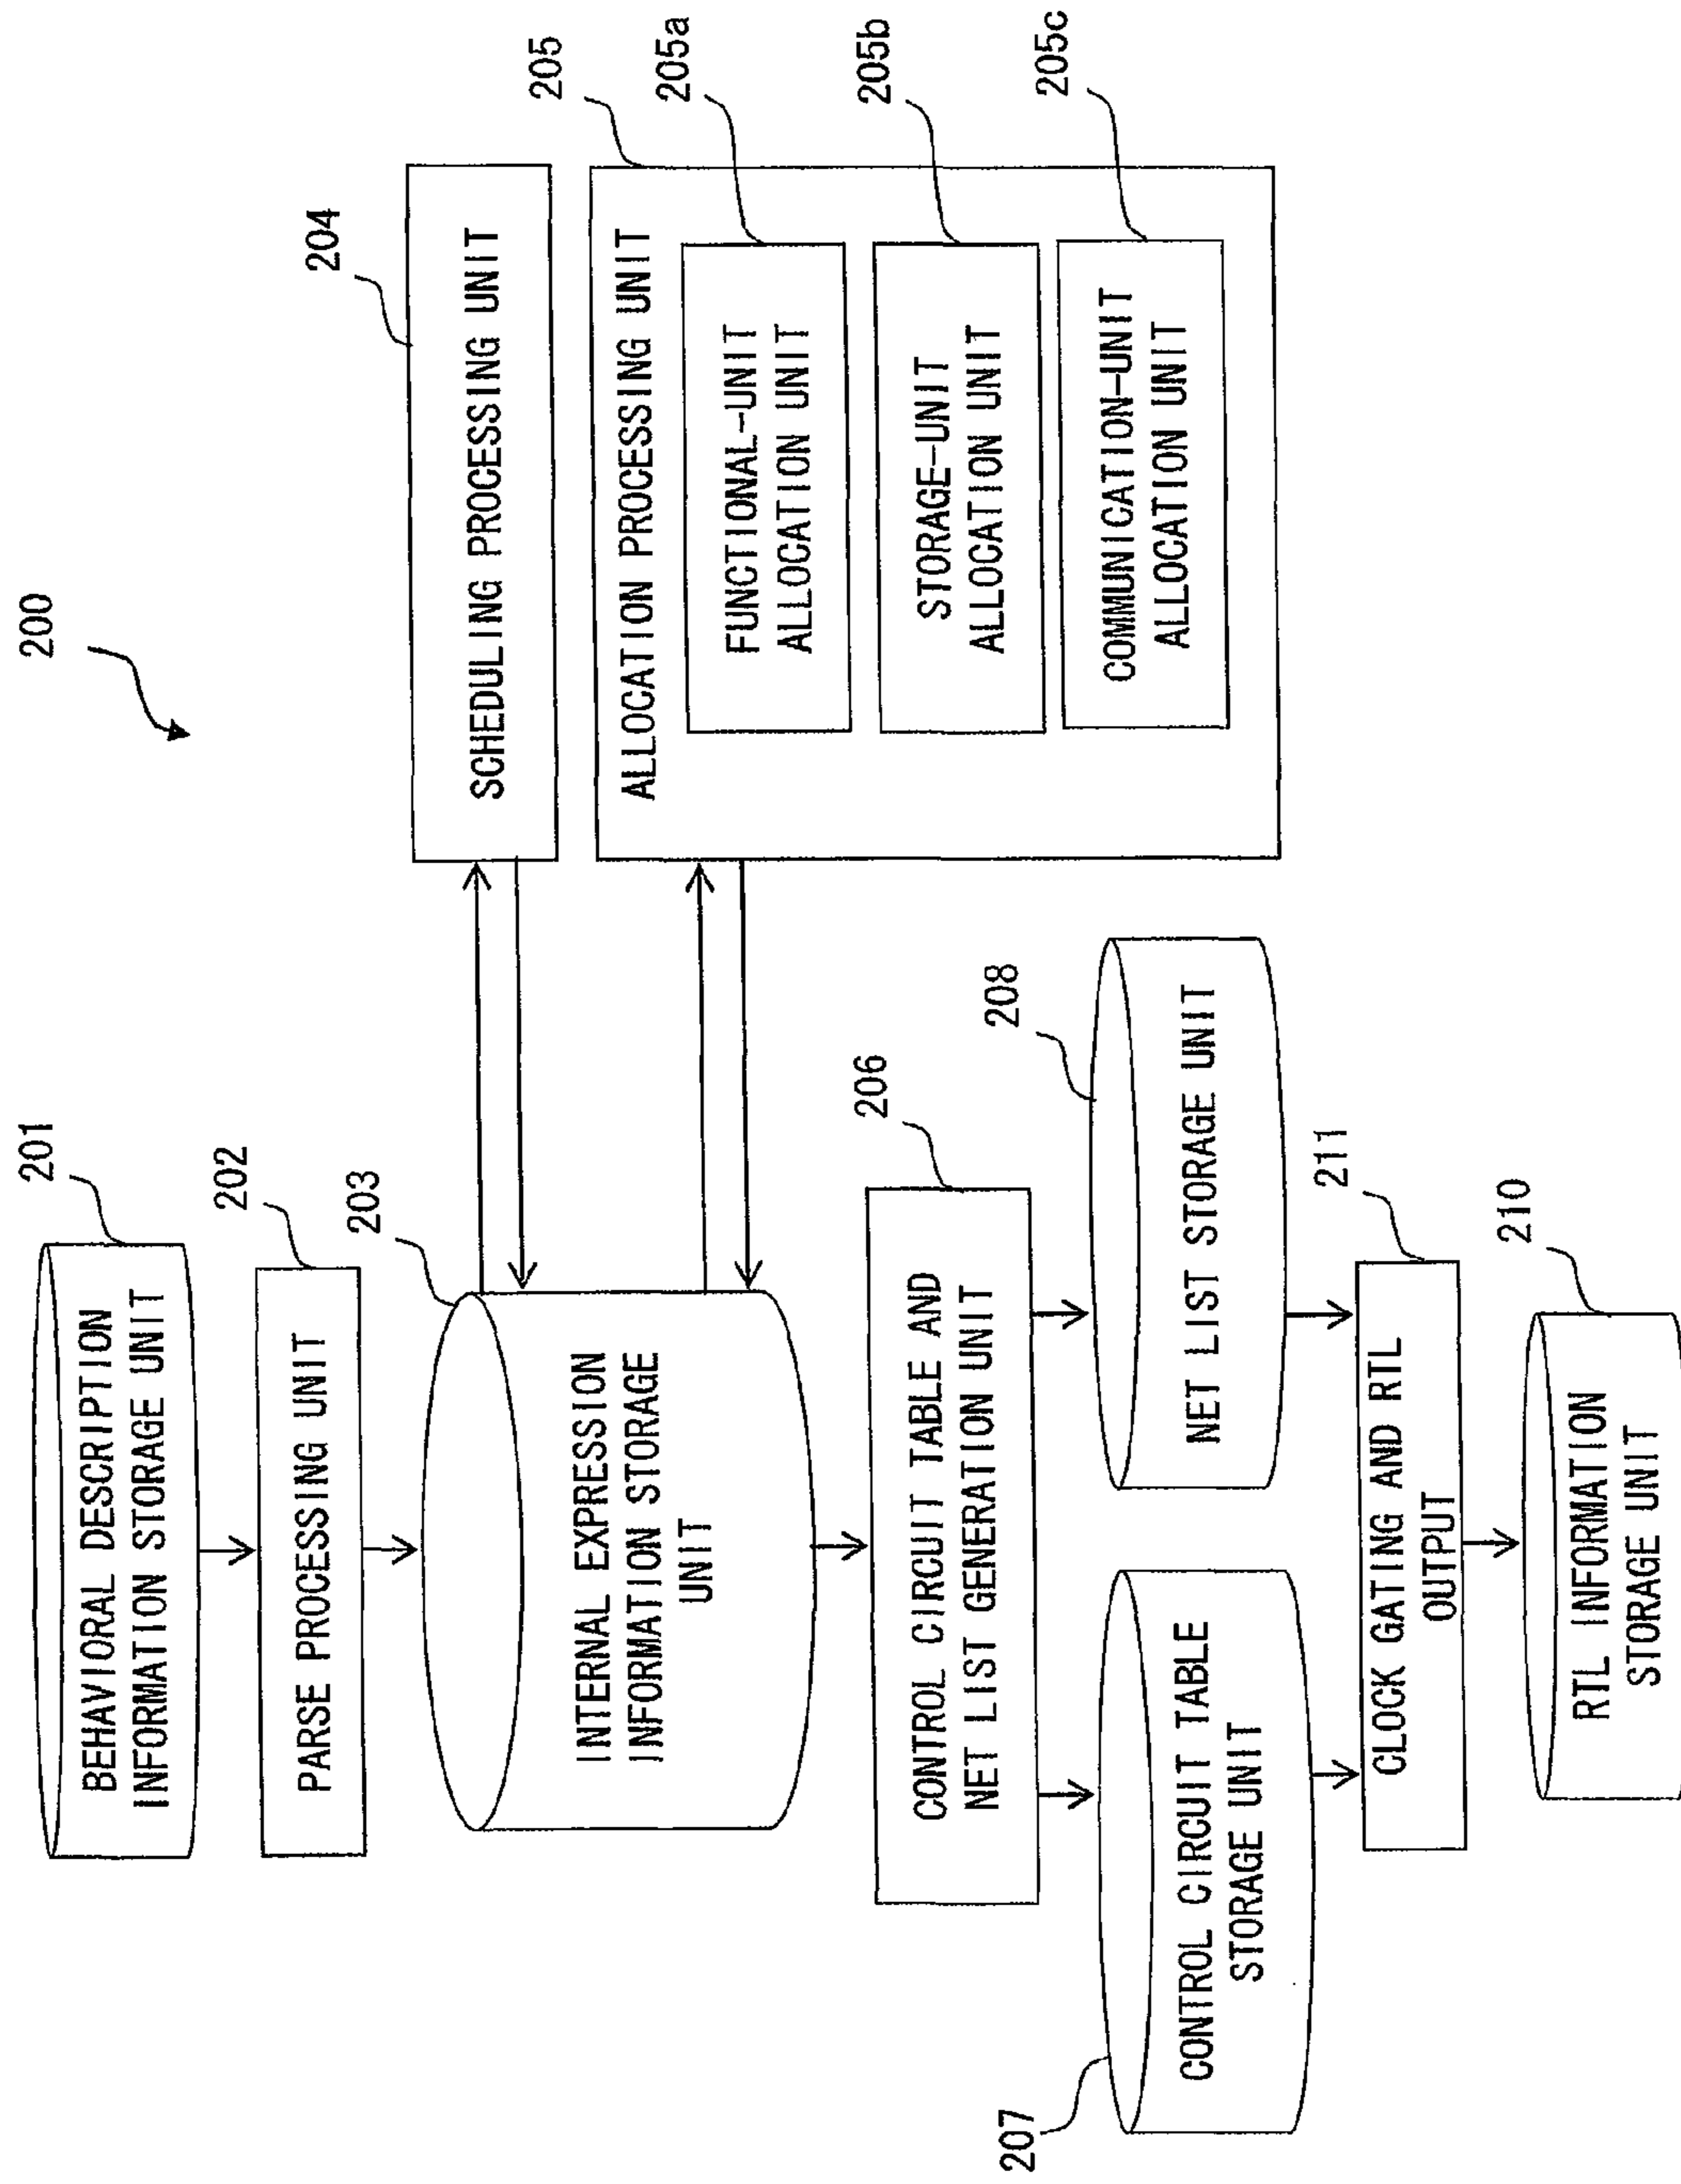 200
201
BEHAVIORAL DESCRIPTION
INFORMATION STORAGE UNIT
202
PARSE PROCESSING UNIT
203
INTERNAL EXPRESSION
INFORMATION STORAGE
UNIT
204
SCHEDULING PROCESSING UNIT
205
ALLOCATION PROCESSING UNIT
205a
FUNCTIONAL-UNIT
ALLOCATION UNIT
205b
STORAGE-UNIT
ALLOCATION UNIT
205c
COMMUNICATION-UNIT
ALLOCATION UNIT
206
CONTROL CIRCUIT TABLE AND
NET LIST GENERATION UNIT
207
CONTROL CIRCUIT TABLE
STORAGE UNIT
208
NET LIST STORAGE UNIT
211
CLOCK GATING AND RTL
OUTPUT
210
RTL INFORMATION
STORAGE UNIT